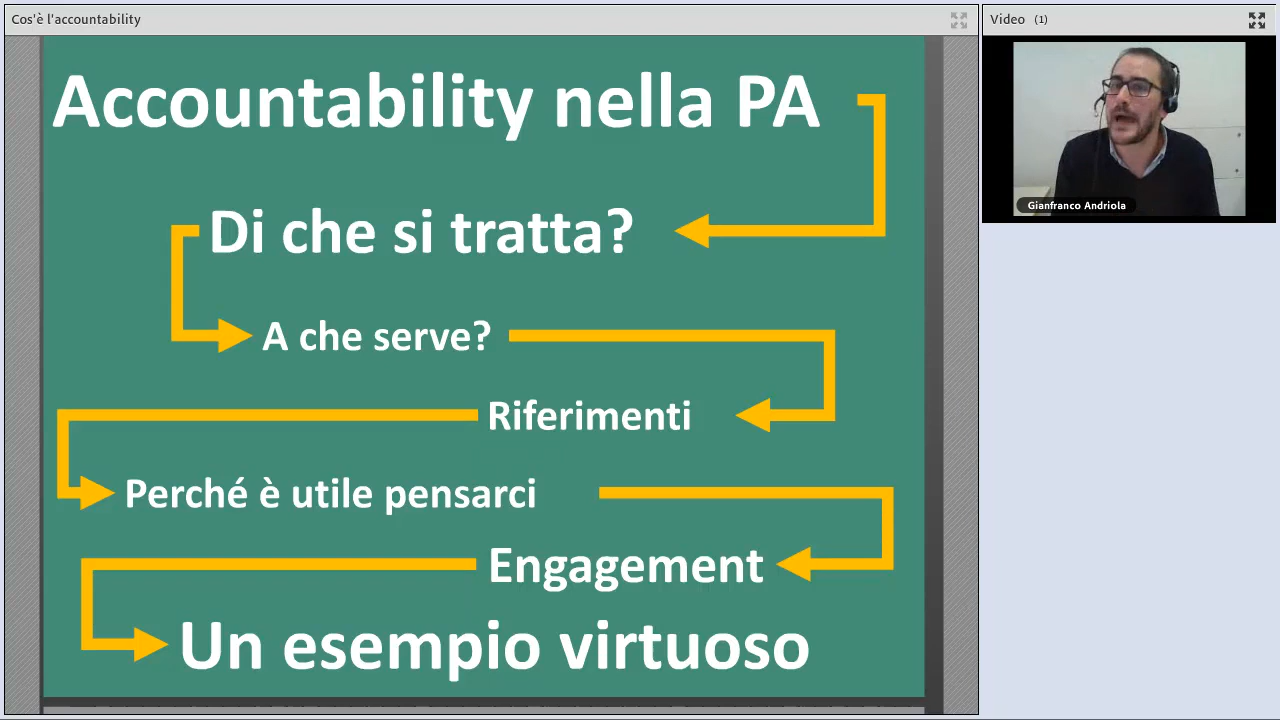 Cos'è l'accountability
Video (1)
Accountability nella PA
Di che si tratta?
A che serve?
Riferimenti
Perché è utile pensarci
Engagement
Un esempio virtuoso
Gianfranco Andriola